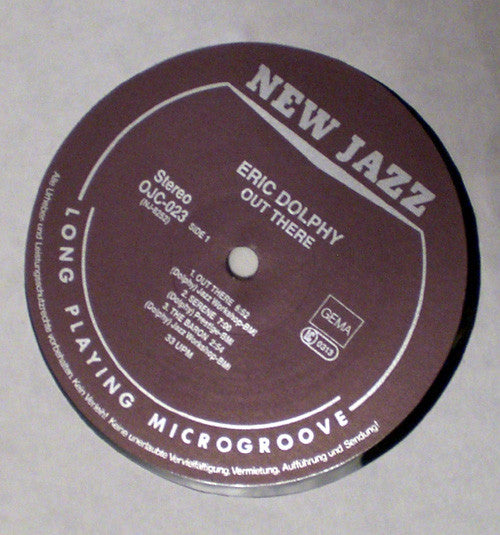 NEW JAZZ
ERIC DOLPHY
OUT THERE
Stereo
OJC-023
(NJ-8252)
SIDE 1
1. OUT THERE 6:52
(Dolphy) Jazz Workshop-BMI
2. SERENE 7:00
(Dolphy) Prestige-BMI
3. THE BARON 2:54
(Dolphy) Jazz Workshop-BMI
33 UPM
GEMA
LC 0313
LONG PLAYING MICROGROOVE
Alle Urheber- und Leistungsschutzrechte vorbehalten. Kein Verleih! Keine unerlaubte Vervielfältigung, Vermietung, Aufführung und Sendung!